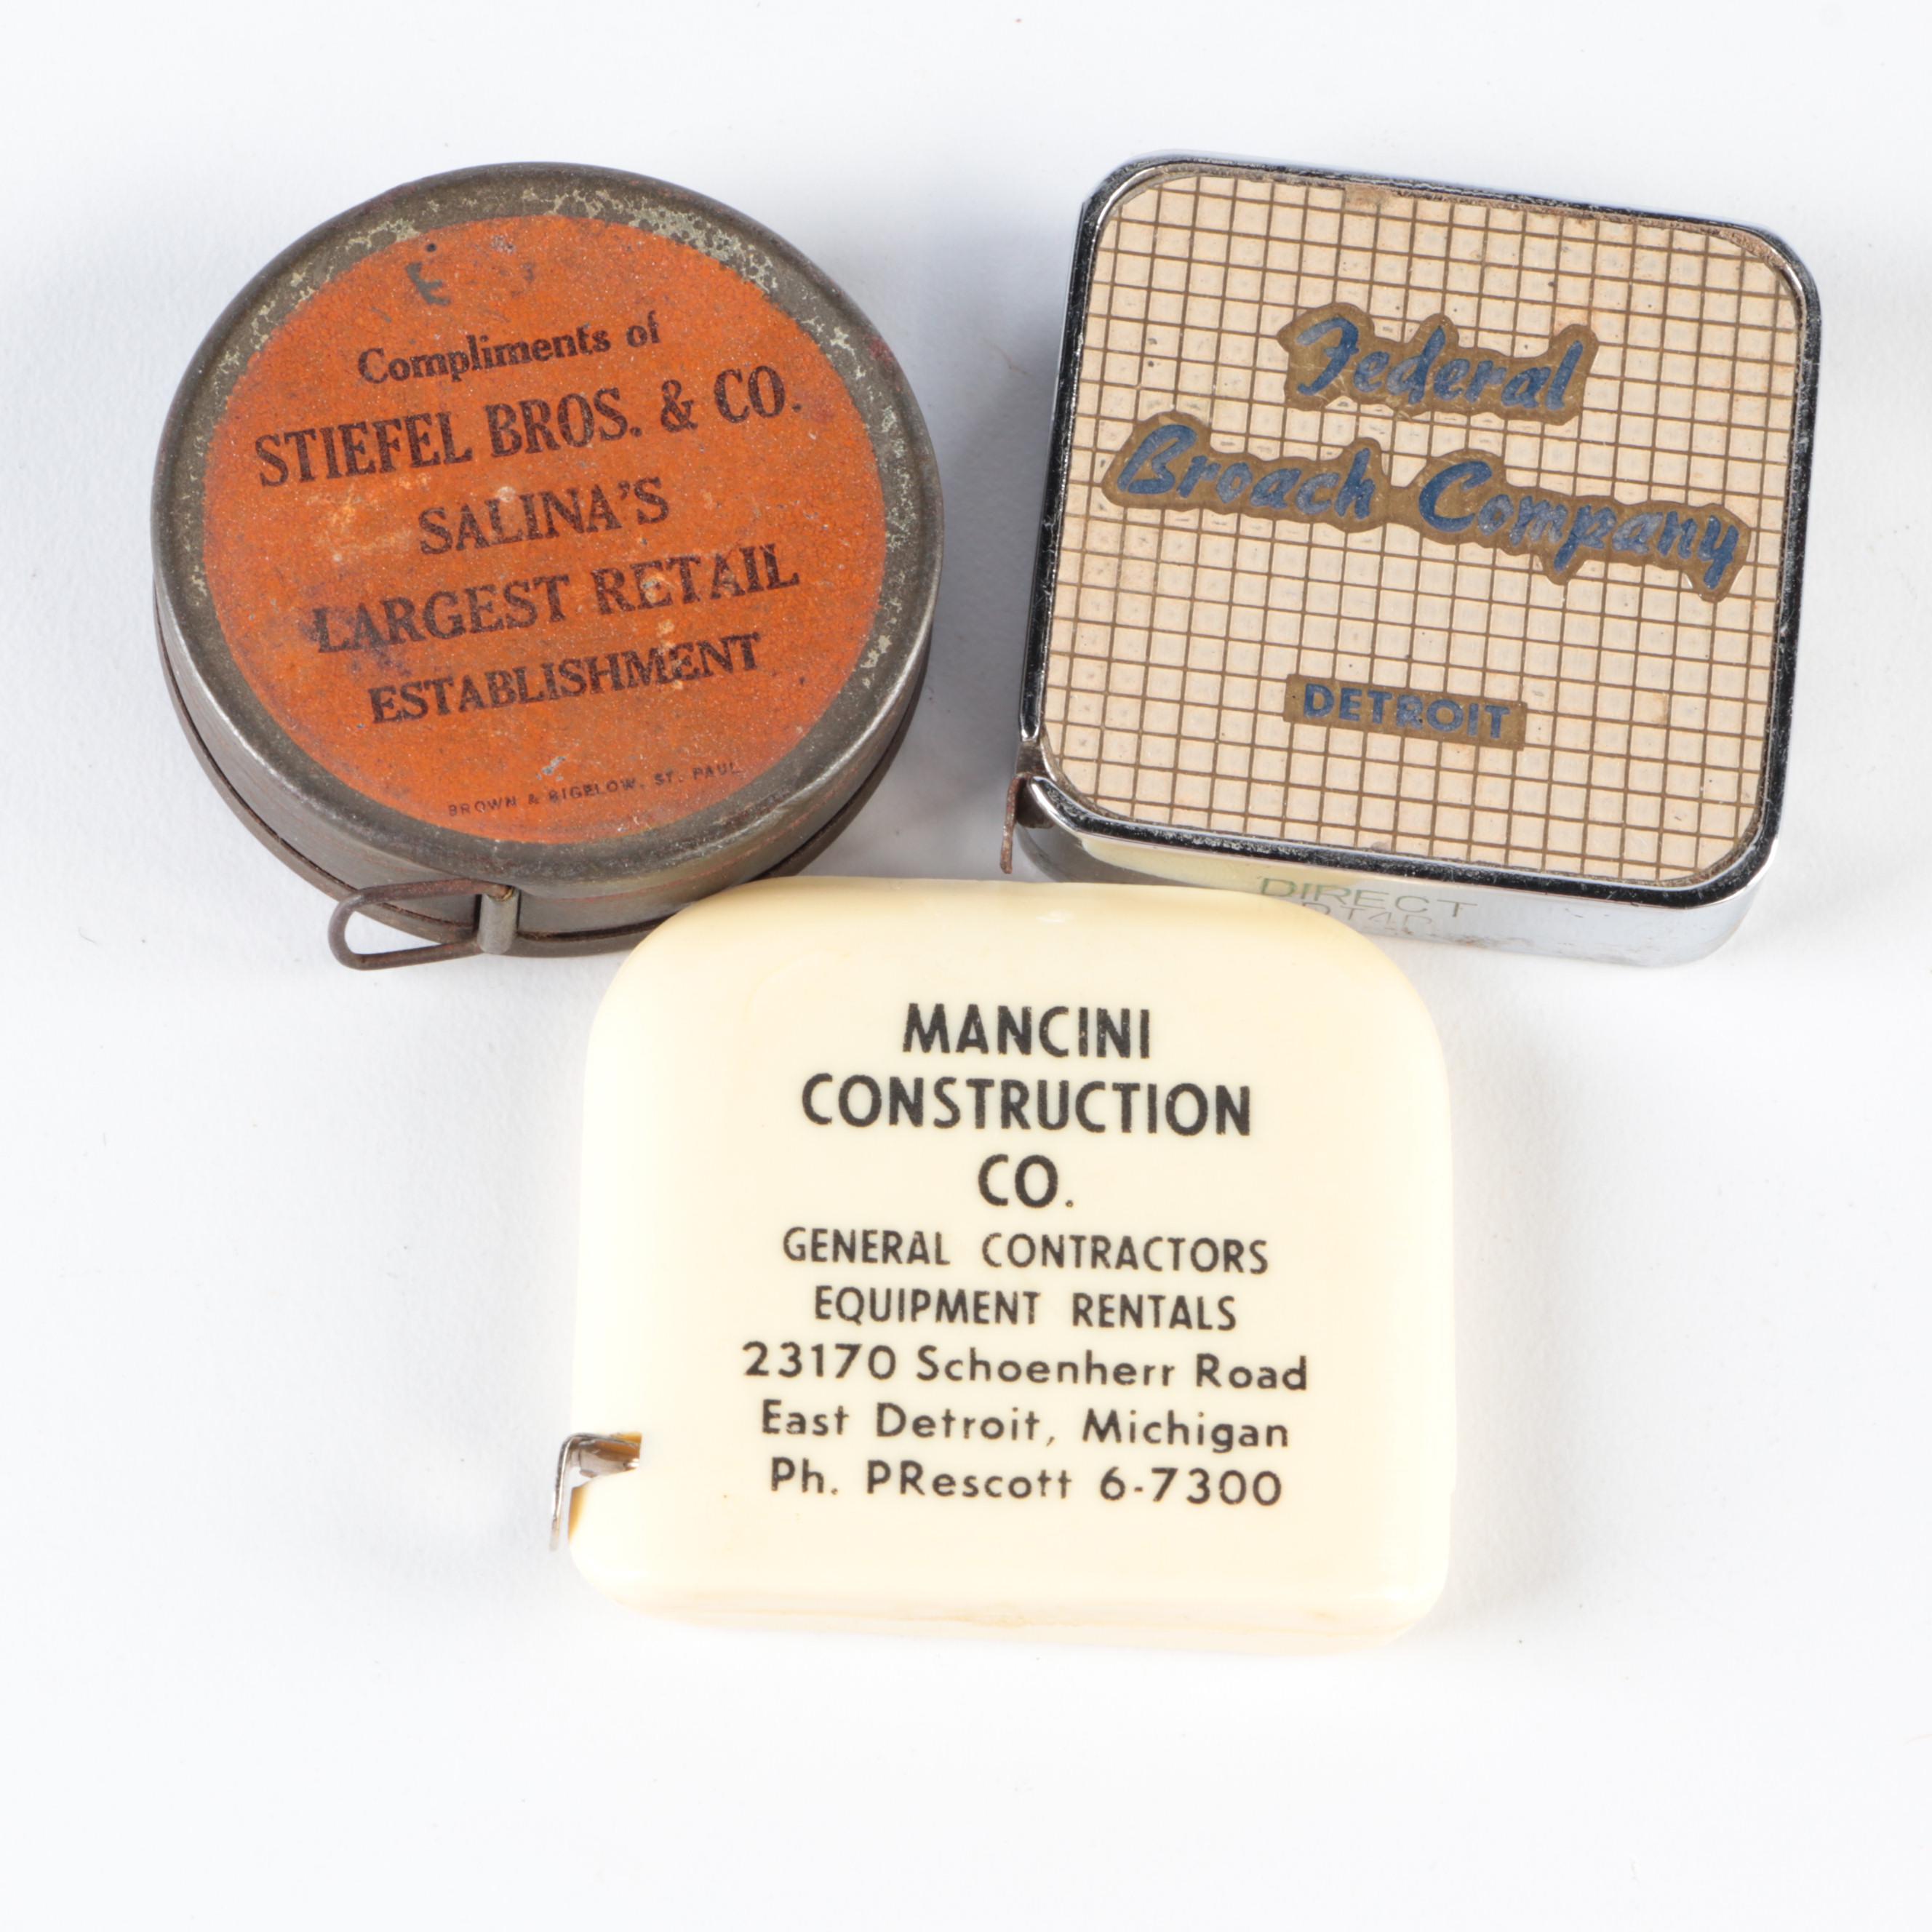 Compliments of
STIEFEL BROS. & CO.
SALINA'S
LARGEST RETAIL
ESTABLISHMENT
BROWN & BIGELOW, ST. PAUL
Federal
Broach Company
DETROIT
DIRECT
MANCINI
CONSTRUCTION
CO.
GENERAL CONTRACTORS
EQUIPMENT RENTALS
23170 Schoenherr Road
East Detroit, Michigan
Ph. PRescott 6-7300